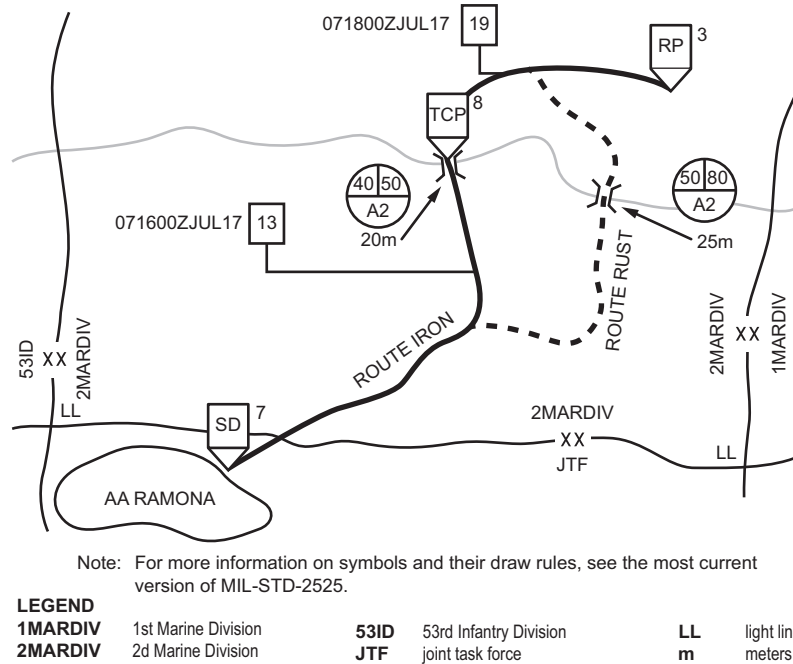 071800ZJUL17
19
RP
3
TCP
8
40 50
A2
20m
50 80
A2
25m
071600ZJUL17
13
ROUTE RUST
ROUTE IRON
53ID
XX
2MARDIV
2MARDIV
XX
1MARDIV
LL
SD
7
2MARDIV
XX
JTF
LL
AA RAMONA
Note: For more information on symbols and their draw rules, see the most current
version of MIL-STD-2525.
LEGEND
1MARDIV 1st Marine Division 53ID 53rd Infantry Division LL light lin
2MARDIV 2d Marine Division JTF joint task force m meters